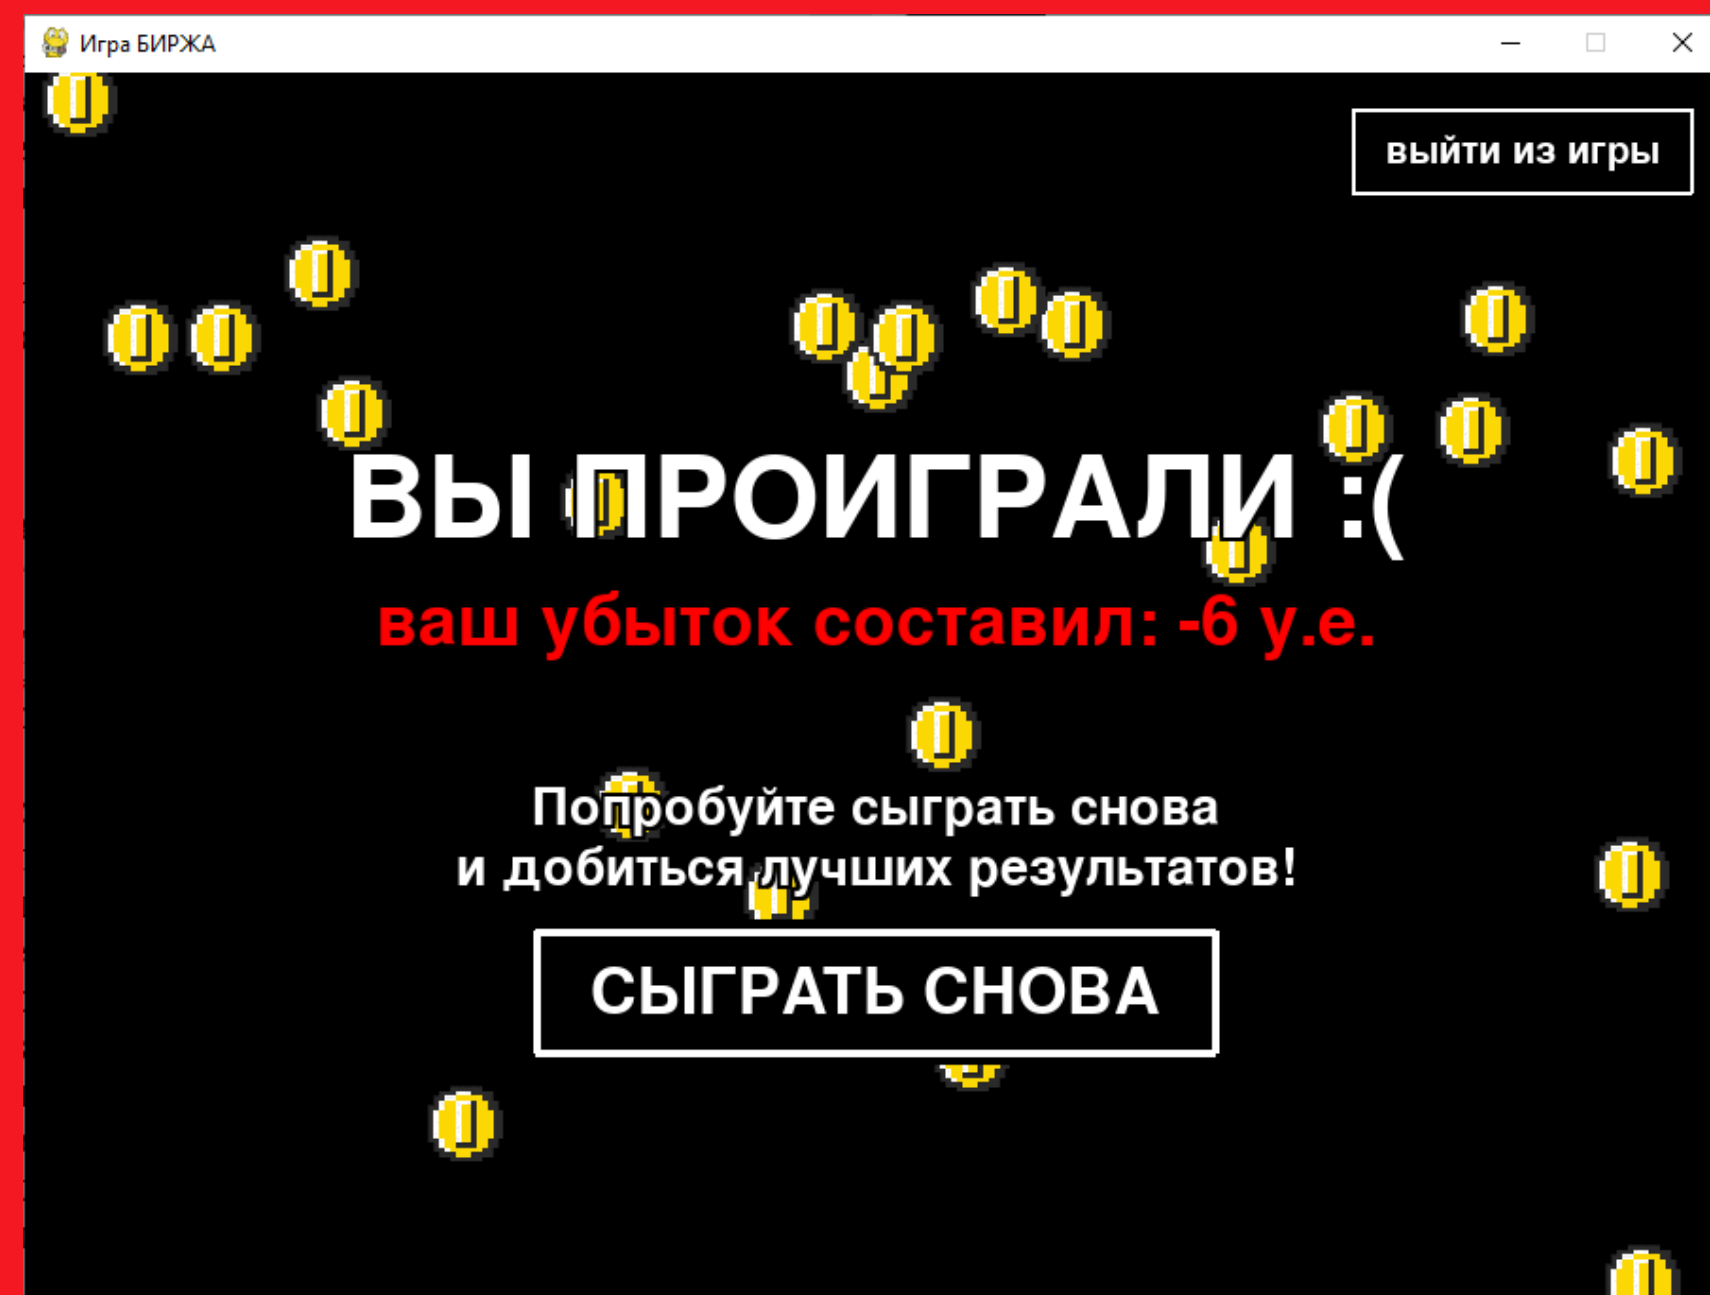 Игра БИРЖА
выйти из игры
ВЫ ПРОИГРАЛИ :(
ваш убыток составил: -6 у.е.
Попробуйте сыграть снова
и добиться лучших результатов!
СЫГРАТЬ СНОВА